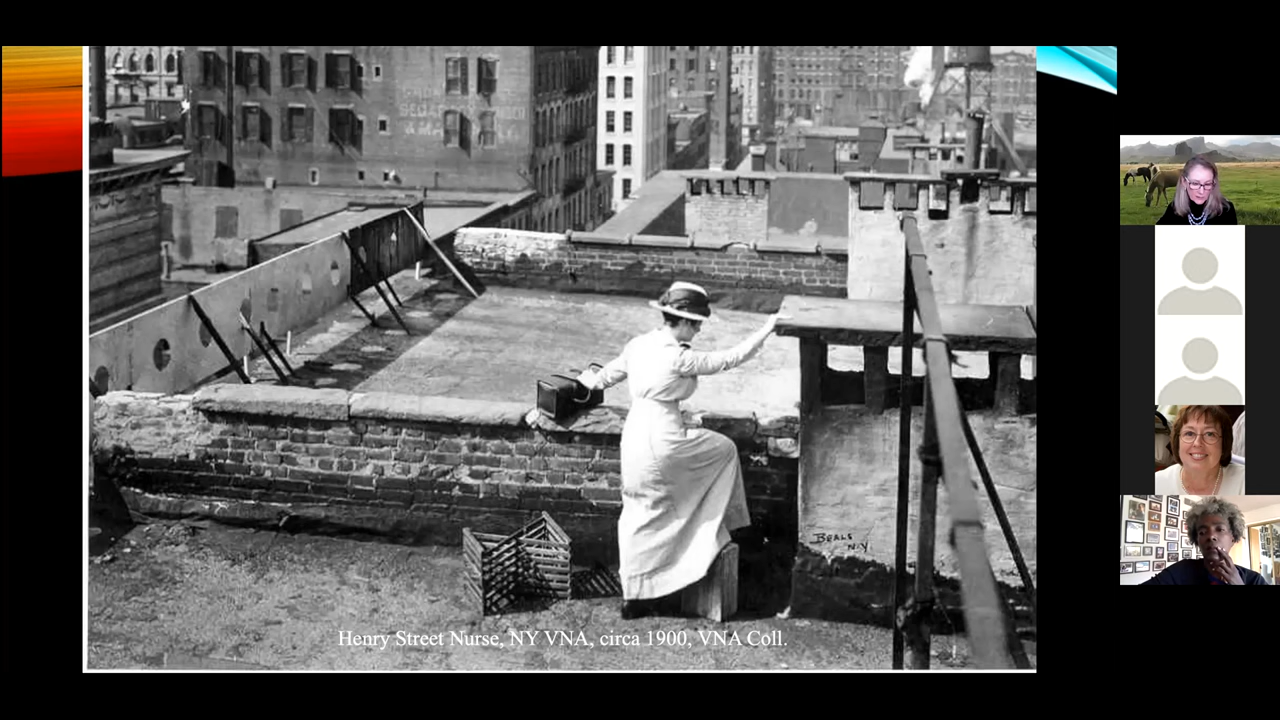 BEALS
N.Y.
Henry Street Nurse, NY VNA, circa 1900, VNA Coll.